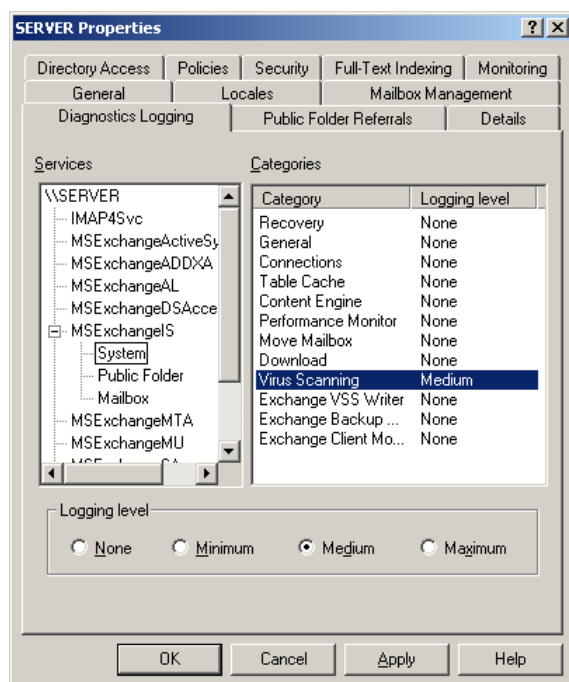 SERVER Properties
Directory Access Policies Security Full-Text Indexing Monitoring
General Locales Mailbox Management
Diagnostics Logging Public Folder Referrals Details
Services
\\SERVER
IMAP4Svc
MSExchangeActiveSy
MSExchangeADDXA
MSExchangeAL
MSExchangeDSAcce
MSExchangeIS
System
Public Folder
Mailbox
MSExchangeMTA
MSExchangeMU
Categories
Category Logging level
Recovery None
General None
Connections None
Table Cache None
Content Engine None
Performance Monitor None
Move Mailbox None
Download None
Virus Scanning Medium
Exchange VSS Writer None
Exchange Backup ... None
Exchange Client Mo... None
Logging level
None Minimum Medium Maximum
OK Cancel Apply Help